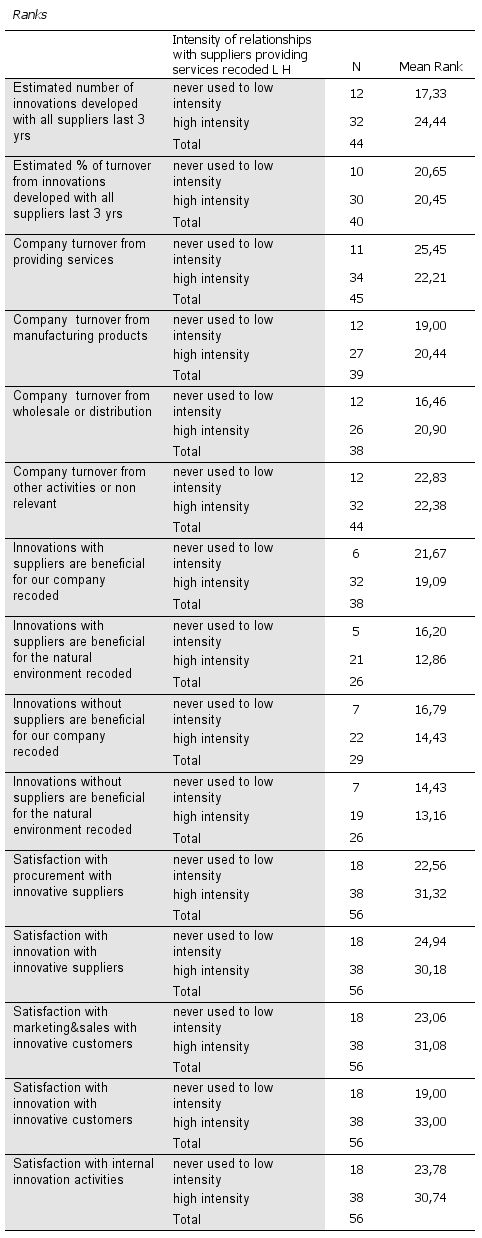 Ranks
Intensity of relationships
with suppliers providing
services recoded L H N Mean Rank
Estimated number of
innovations developed
with all suppliers last 3
yrs
never used to low
intensity 12 17,33
high intensity 32 24,44
Total 44
Estimated % of turnover
from innovations
developed with all
suppliers last 3 yrs
never used to low
intensity 10 20,65
high intensity 30 20,45
Total 40
Company turnover from
providing services
never used to low
intensity 11 25,45
high intensity 34 22,21
Total 45
Company turnover from
manufacturing products
never used to low
intensity 12 19,00
high intensity 27 20,44
Total 39
Company turnover from
wholesale or distribution
never used to low
intensity 12 16,46
high intensity 26 20,90
Total 38
Company turnover from
other activities or non
relevant
never used to low
intensity 12 22,83
high intensity 32 22,38
Total 44
Innovations with
suppliers are beneficial
for our company
recoded
never used to low
intensity 6 21,67
high intensity 32 19,09
Total 38
Innovations with
suppliers are beneficial
for the natural
environment recoded
never used to low
intensity 5 16,20
high intensity 21 12,86
Total 26
Innovations without
suppliers are beneficial
for our company
recoded
never used to low
intensity 7 16,79
high intensity 22 14,43
Total 29
Innovations without
suppliers are beneficial
for the natural
environment recoded
never used to low
intensity 7 14,43
high intensity 19 13,16
Total 26
Satisfaction with
procurement with
innovative suppliers
never used to low
intensity 18 22,56
high intensity 38 31,32
Total 56
Satisfaction with
innovation with
innovative suppliers
never used to low
intensity 18 24,94
high intensity 38 30,18
Total 56
Satisfaction with
marketing&sales with
innovative customers
never used to low
intensity 18 23,06
high intensity 38 31,08
Total 56
Satisfaction with
innovation with
innovative customers
never used to low
intensity 18 19,00
high intensity 38 33,00
Total 56
Satisfaction with internal
innovation activities
never used to low
intensity 18 23,78
high intensity 38 30,74
Total 56